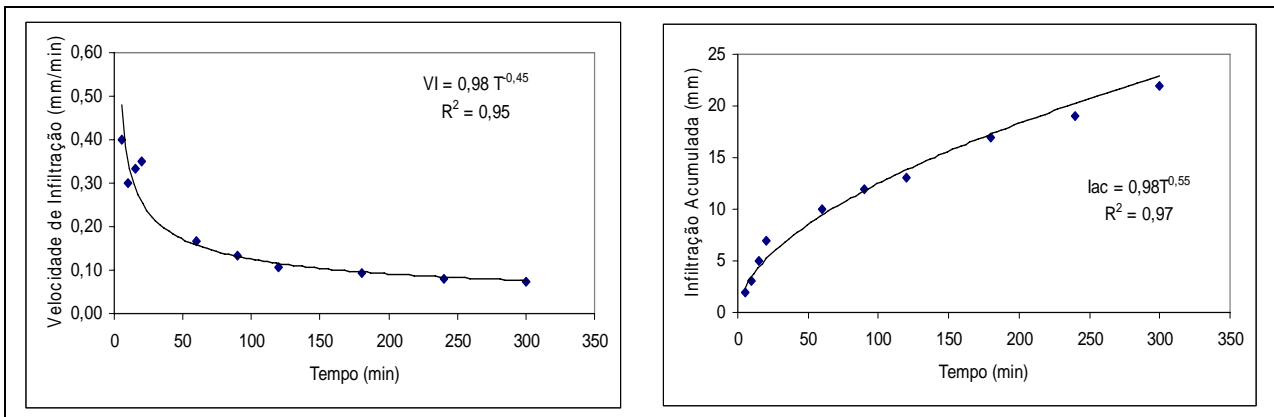 Velocidade de Infiltração (mm/min)
0,60
0,50
0,40
0,30
0,20
0,10
0,00
VI = 0,98 T-0,45
R2 = 0,95
0 50 100 150 200 250 300 350
Tempo (min)
Infiltração Acumulada (mm)
25
20
15
10
5
0
Iac = 0,98T0,55
R2 = 0,97
0 50 100 150 200 250 300 350
Tempo (min)